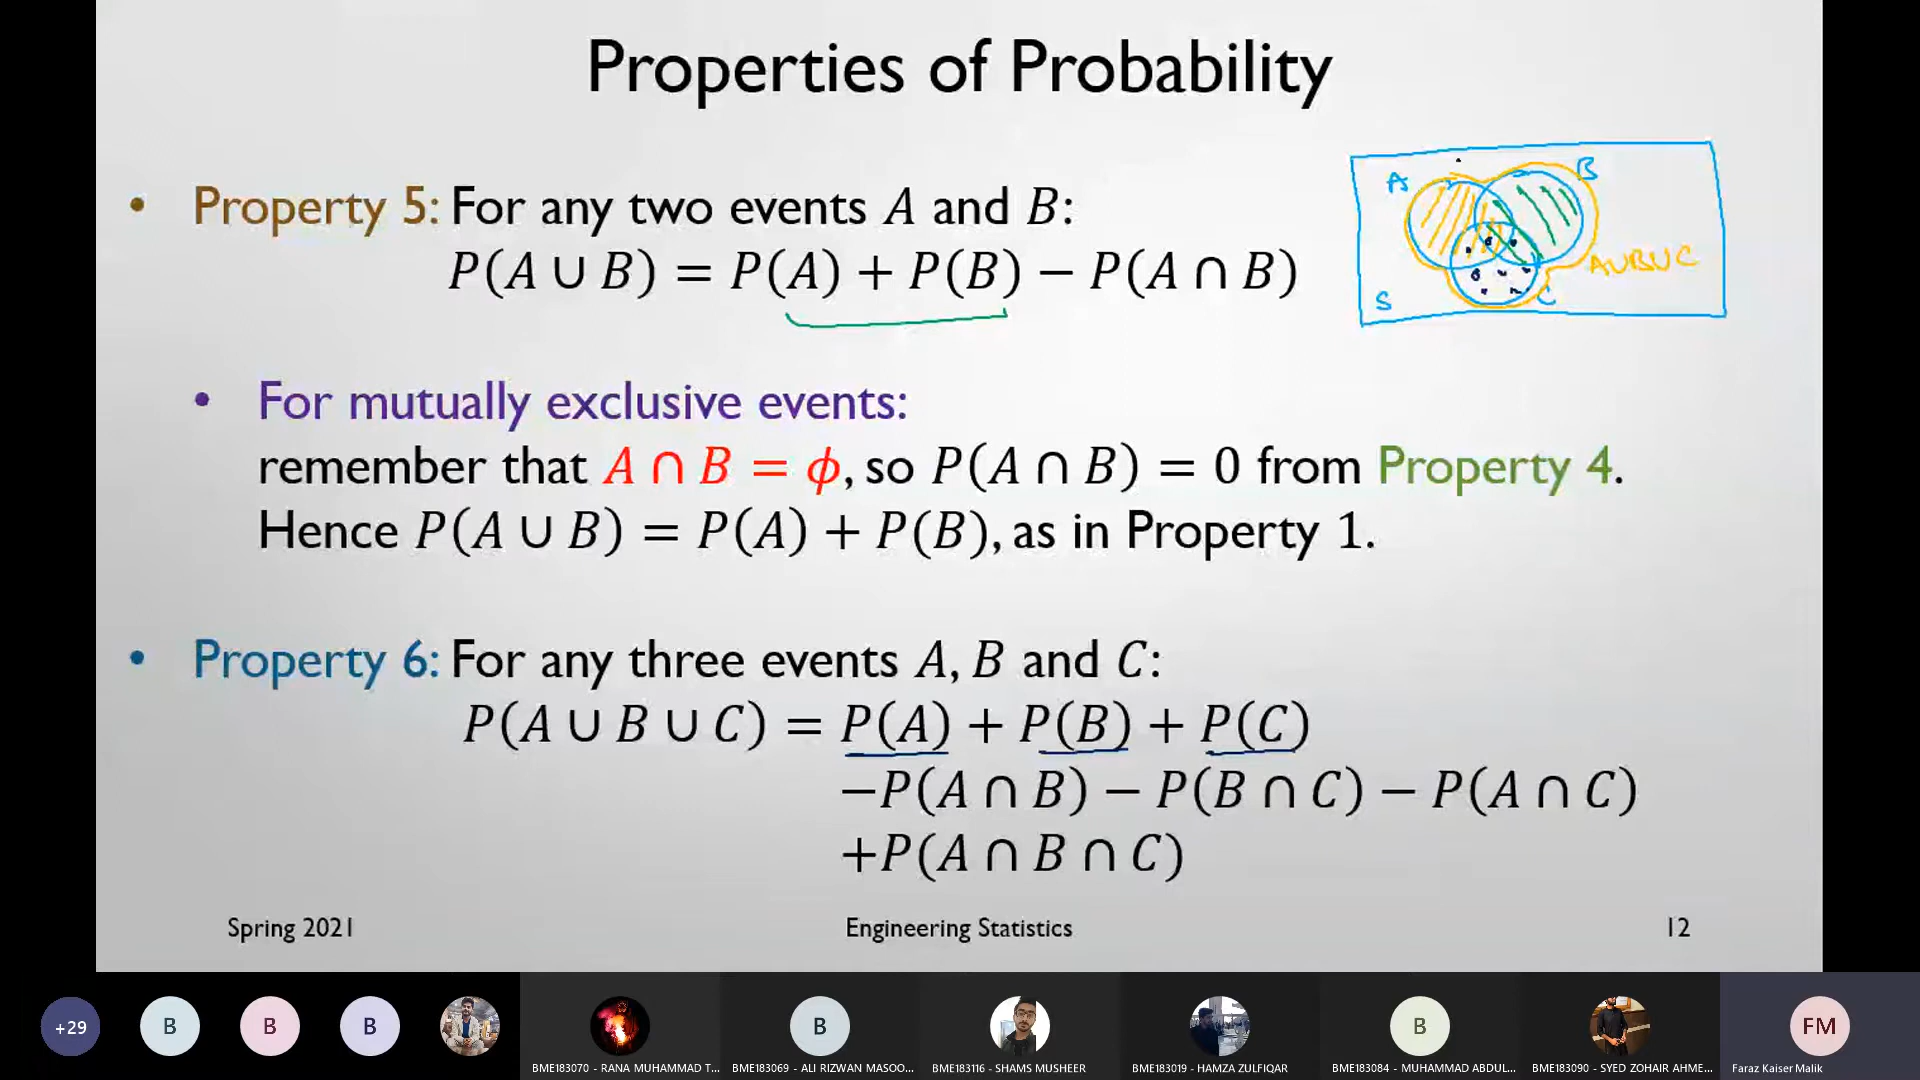 Properties of Probability
• Property 5: For any two events A and B:
P(A ∪ B) = P(A) + P(B) − P(A ∩ B)
A
B
A∪B∪C
S
C
• For mutually exclusive events:
remember that A ∩ B = ϕ, so P(A ∩ B) = 0 from Property 4.
Hence P(A ∪ B) = P(A) + P(B), as in Property 1.
• Property 6: For any three events A, B and C:
P(A ∪ B ∪ C) = P(A) + P(B) + P(C)
−P(A ∩ B) − P(B ∩ C) − P(A ∩ C)
+P(A ∩ B ∩ C)
Spring 2021 Engineering Statistics 12
+29 B B B B B FM
BME183070 - RANA MUHAMMAD T... BME183069 - ALI RIZWAN MASOO... BME183116 - SHAMS MUSHEER BME183019 - HAMZA ZULFIQAR BME183084 - MUHAMMAD ABDUL... BME183090 - SYED ZOHAIR AHME... Faraz Kaiser Malik